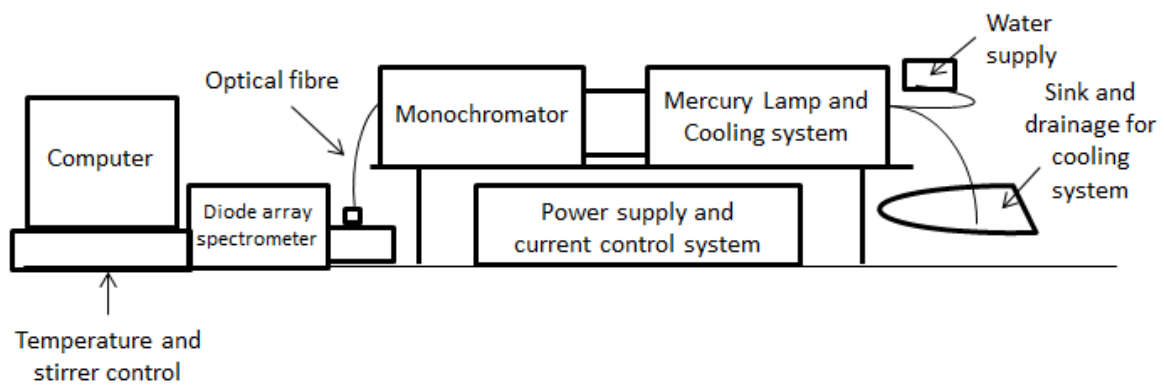 Water
supply
Optical fibre
Monochromator
Mercury Lamp and
Cooling system
Sink and
drainage for
cooling
system
Computer
Diode array
spectrometer
Power supply and
current control system
Temperature and
stirrer control